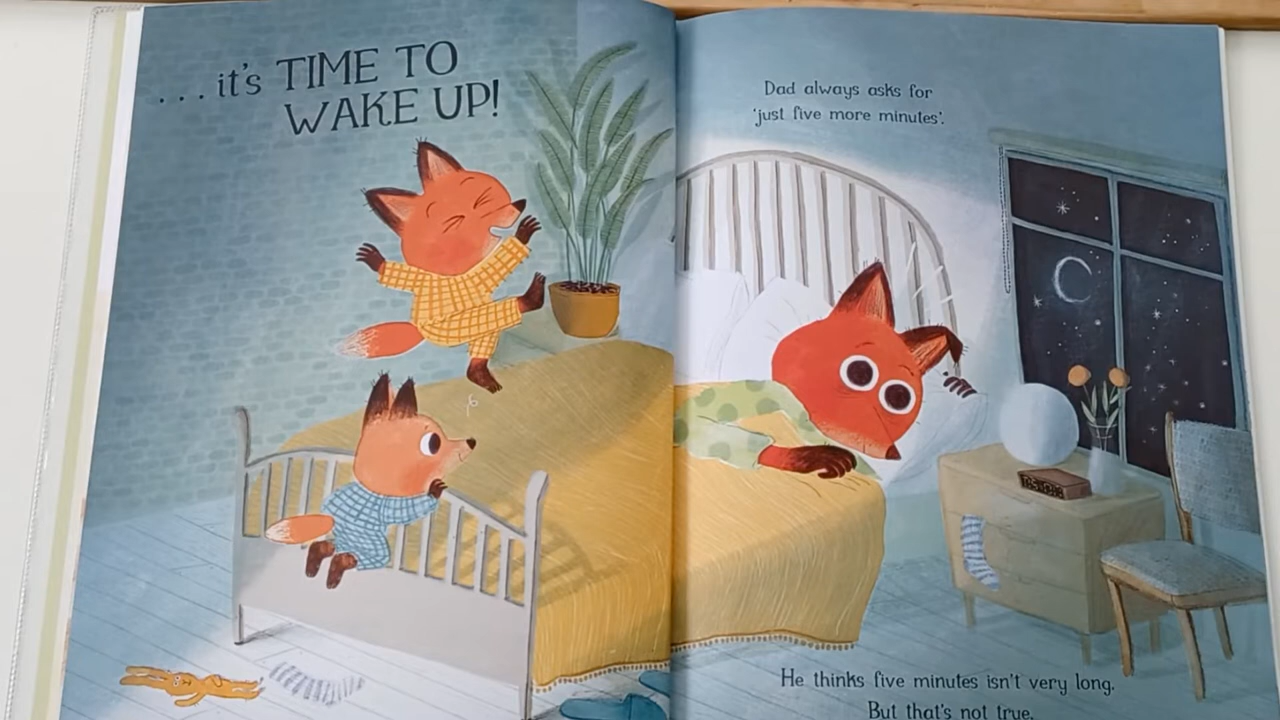 ...it's TIME TO
WAKE UP!
Dad always asks for
'just five more minutes'.
He thinks five minutes isn't very long.
But that's not true.